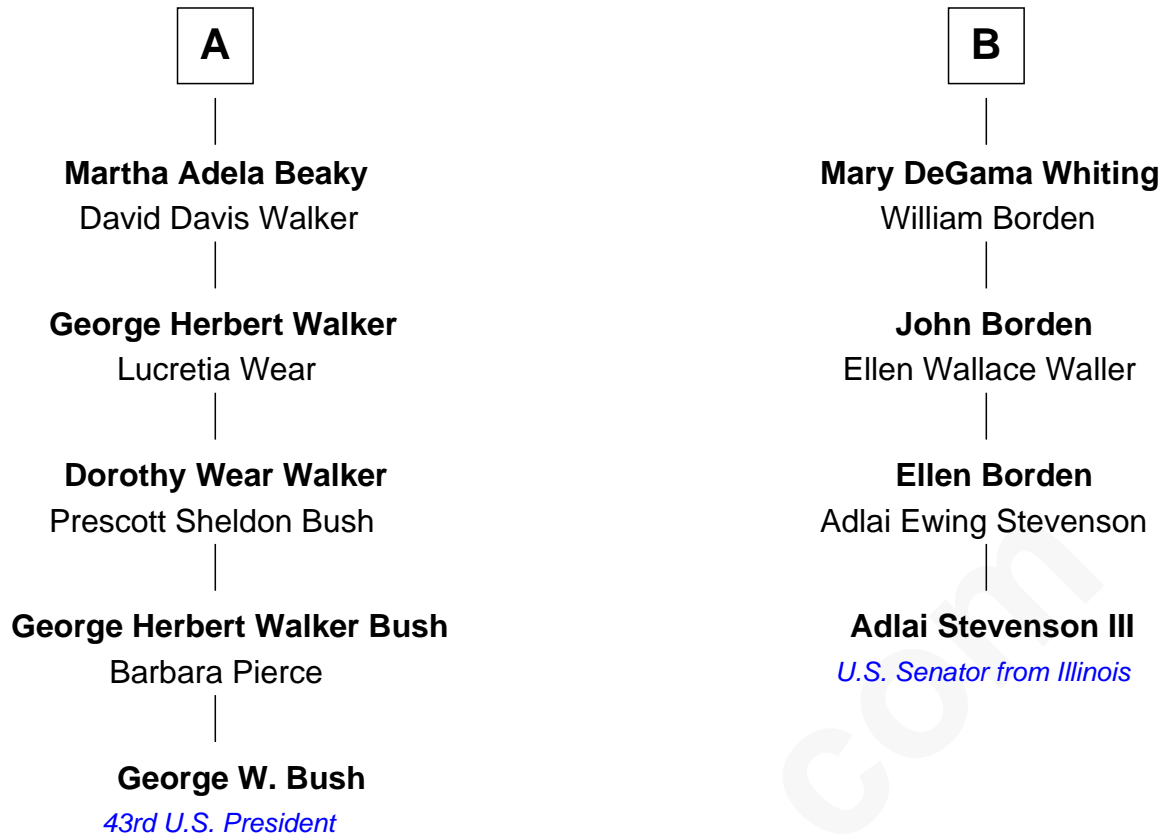 A
Martha Adela Beaky
David Davis Walker
George Herbert Walker
Lucretia Wear
Dorothy Wear Walker
Prescott Sheldon Bush
George Herbert Walker Bush
Barbara Pierce
George W. Bush
43rd U.S. President
B
Mary DeGama Whiting
William Borden
John Borden
Ellen Wallace Waller
Ellen Borden
Adlai Ewing Stevenson
Adlai Stevenson III
U.S. Senator from Illinois
com